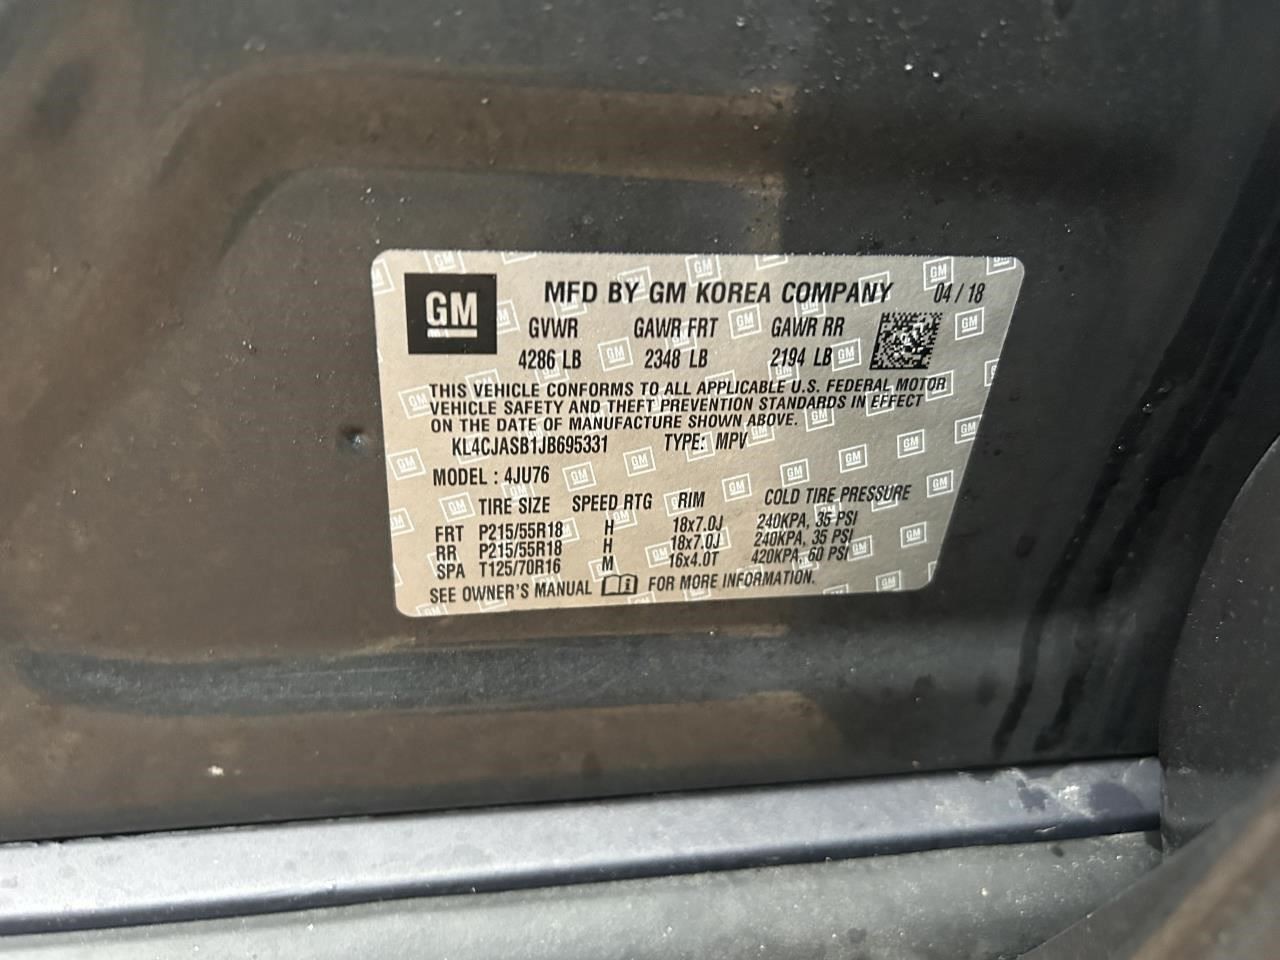 GM
MFD BY GM KOREA COMPANY 04 / 18
GVWR GAWR FRT GAWR RR
4286 LB 2348 LB 2194 LB
THIS VEHICLE CONFORMS TO ALL APPLICABLE U.S. FEDERAL MOTOR
VEHICLE SAFETY AND THEFT PREVENTION STANDARDS IN EFFECT
ON THE DATE OF MANUFACTURE SHOWN ABOVE.
KL4CJASB1JB695331 TYPE: MPV
MODEL : 4JU76
TIRE SIZE SPEED RTG RIM COLD TIRE PRESSURE
FRT P215/55R18 H 18x7.0J 240KPA, 35 PSI
RR P215/55R18 H 18x7.0J 240KPA, 35 PSI
SPA T125/70R16 M 16x4.0T 420KPA, 60 PSI
SEE OWNER'S MANUAL FOR MORE INFORMATION.